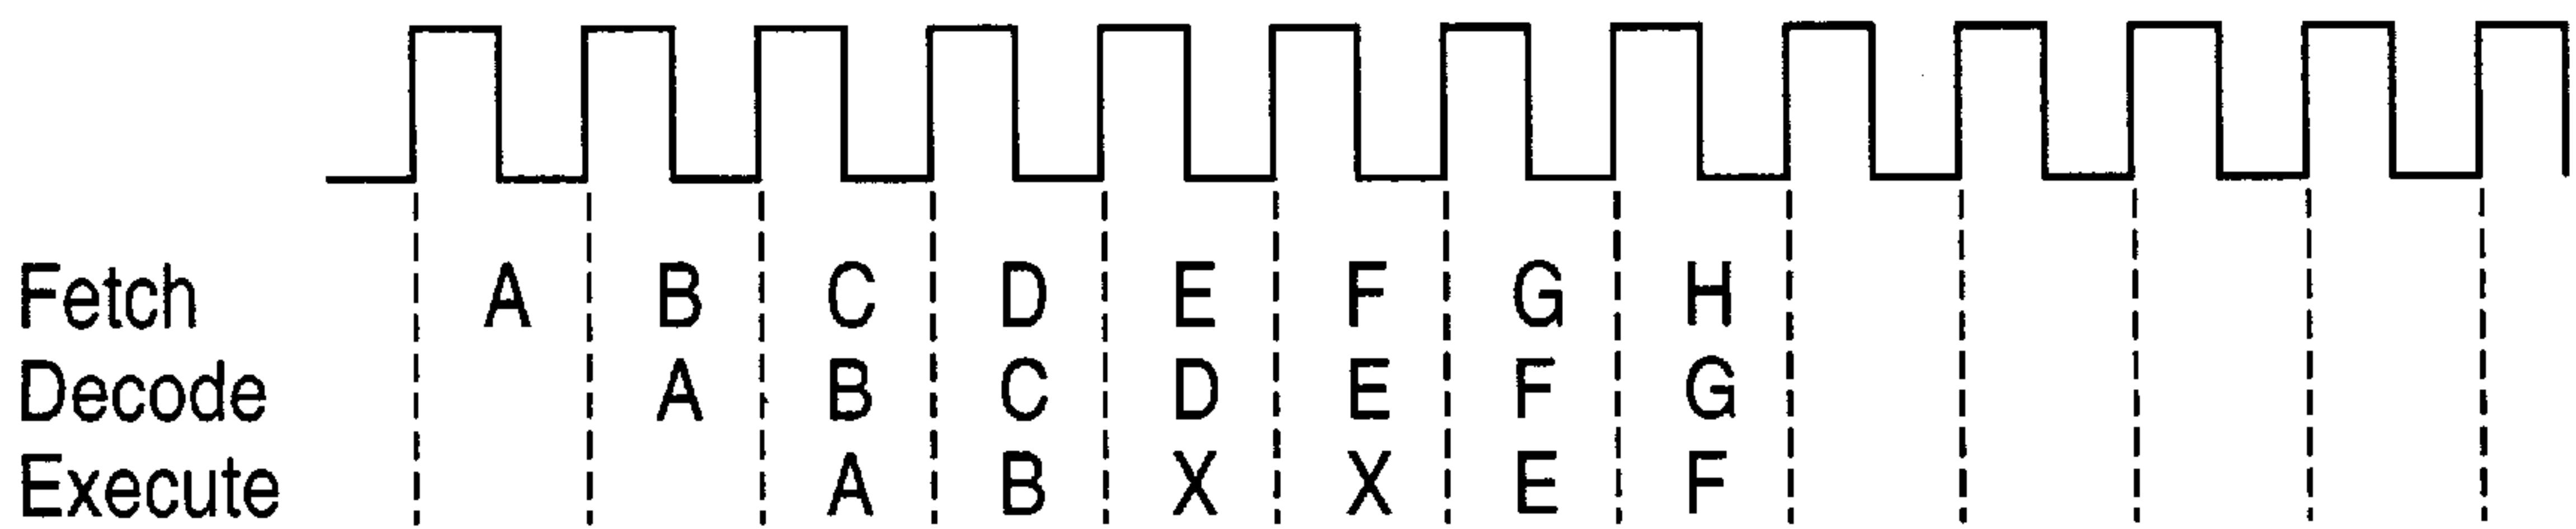 Fetch A B C D E F G H
Decode A B C D E F G
Execute A B X X E F